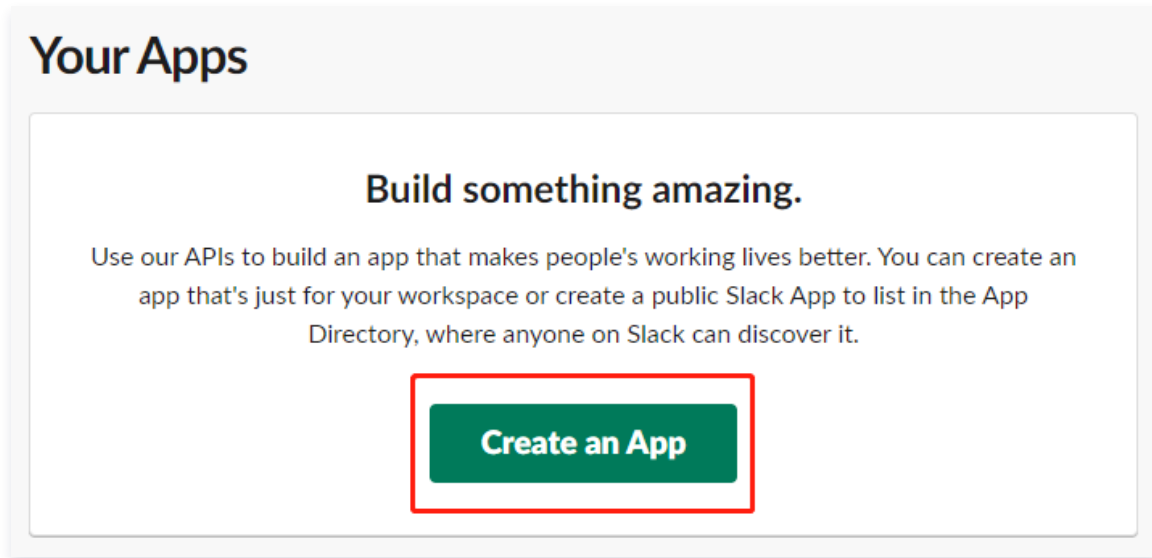 Your Apps
Build something amazing.
Use our APIs to build an app that makes people's working lives better. You can create an
app that's just for your workspace or create a public Slack App to list in the App
Directory, where anyone on Slack can discover it.
Create an App